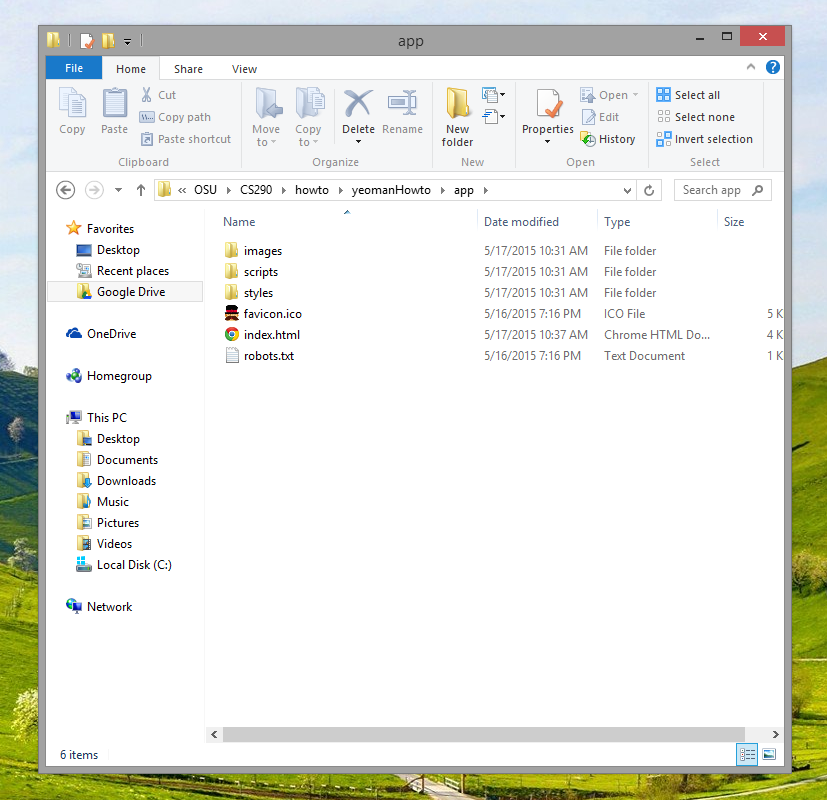 app
File Home Share View
Copy Paste Cut Copy path Paste shortcut
Move to Copy to Delete Rename
New folder
Properties Open Edit History
Select all Select none Invert selection
Clipboard Organize New Open Select
« OSU CS290 howto yeomanHowto app Search app
Name Date modified Type Size
Favorites
Desktop
Recent places
Google Drive
OneDrive
Homegroup
This PC
Desktop
Documents
Downloads
Music
Pictures
Videos
Local Disk (C:)
Network
images 5/17/2015 10:31 AM File folder
scripts 5/17/2015 10:31 AM File folder
styles 5/17/2015 10:31 AM File folder
favicon.ico 5/16/2015 7:16 PM ICO File 5 K
index.html 5/17/2015 10:37 AM Chrome HTML Do... 4 K
robots.txt 5/16/2015 7:16 PM Text Document 1 K
6 items